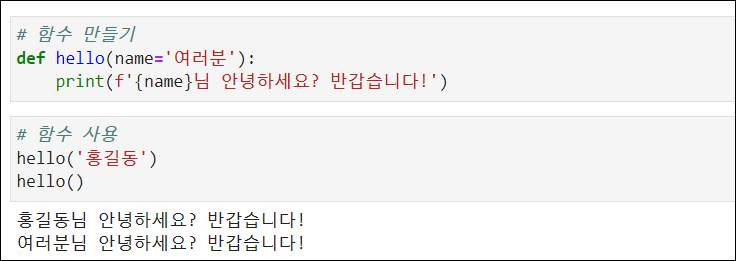 # 함수 만들기
def hello(name='여러분'):
    print(f'{name}님 안녕하세요? 반갑습니다!')
# 함수 사용
hello('홍길동')
hello()
홍길동님 안녕하세요? 반갑습니다!
여러분님 안녕하세요? 반갑습니다!